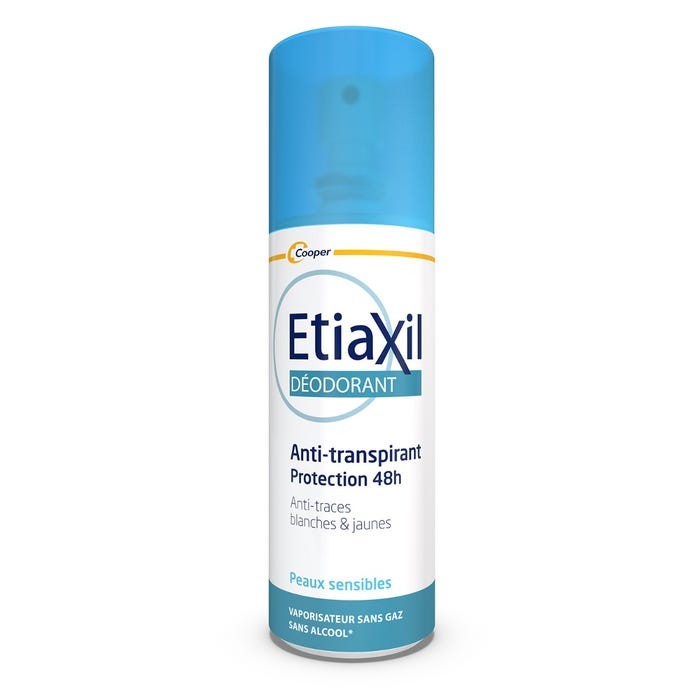 Cooper
EtiaXil
DÉODORANT
Anti-transpirant
Protection 48h
Anti-traces
blanches & jaunes
Peaux sensibles
VAPORISATEUR SANS GAZ
SANS ALCOOL*